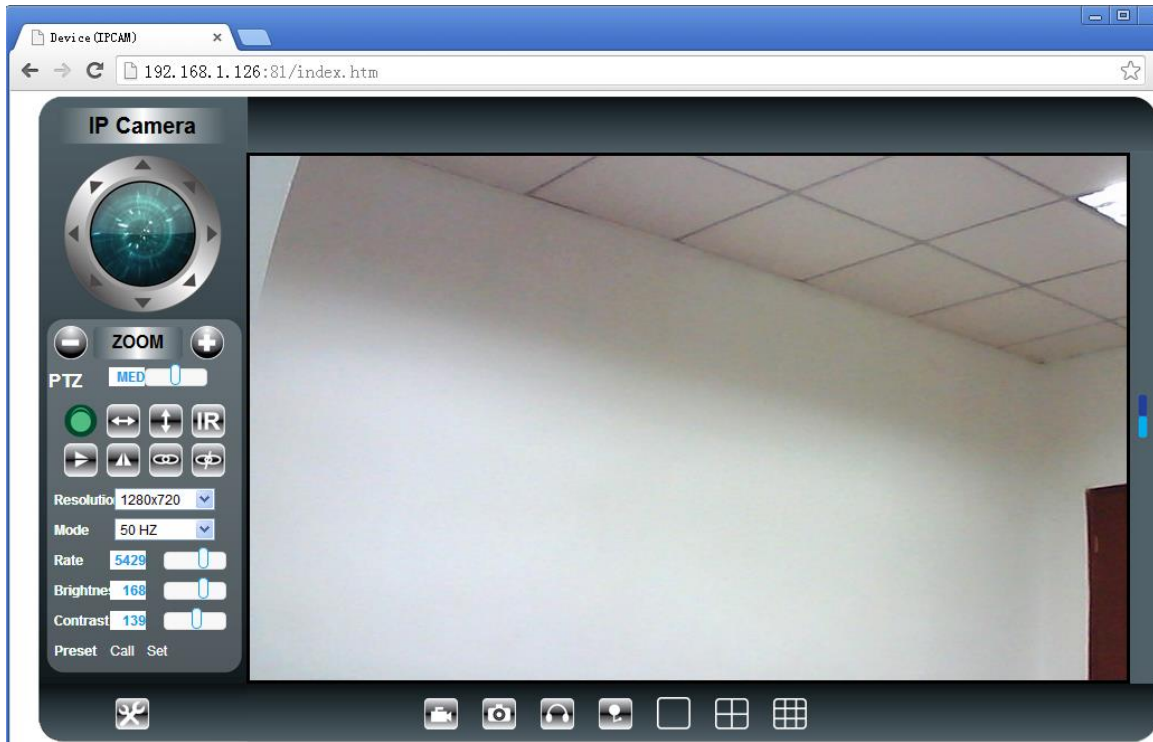 Device(IPCAM)
192.168.1.126:81/index.htm
IP Camera
ZOOM
PTZ MED
IR
Resolutio 1280x720
Mode 50 HZ
Rate 5429
Brightne 168
Contrast 139
Preset Call Set